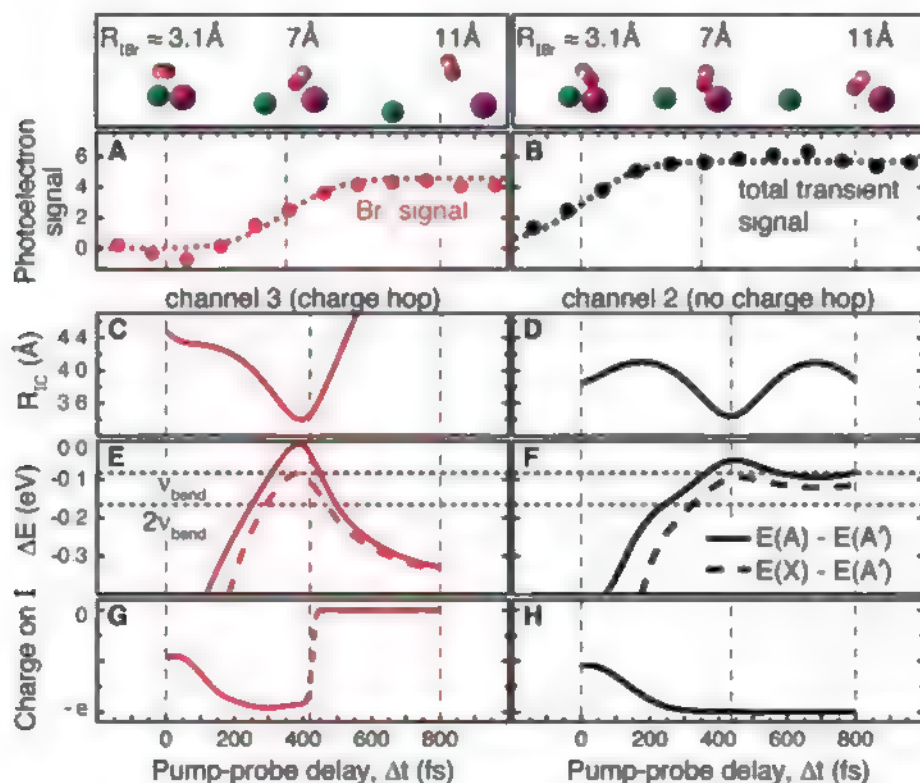 R_IBr ≈ 3.1Å 7Å 11Å
R_IBr ≈ 3.1Å 7Å 11Å
A
B
Photoelectron
signal
6
4
2
0
Br signal
total transient
signal
channel 3 (charge hop)
channel 2 (no charge hop)
C
D
R_IC (Å)
4.4
4.0
3.6
E
F
ΔE (eV)
0.0
-0.1
-0.2
-0.3
ν_bend
2ν_bend
E(A) - E(A')
E(X) - E(A')
G
H
Charge on I
0
-e
0 200 400 600 800
0 200 400 600 800
Pump-probe delay, Δt (fs)
Pump-probe delay, Δt (fs)